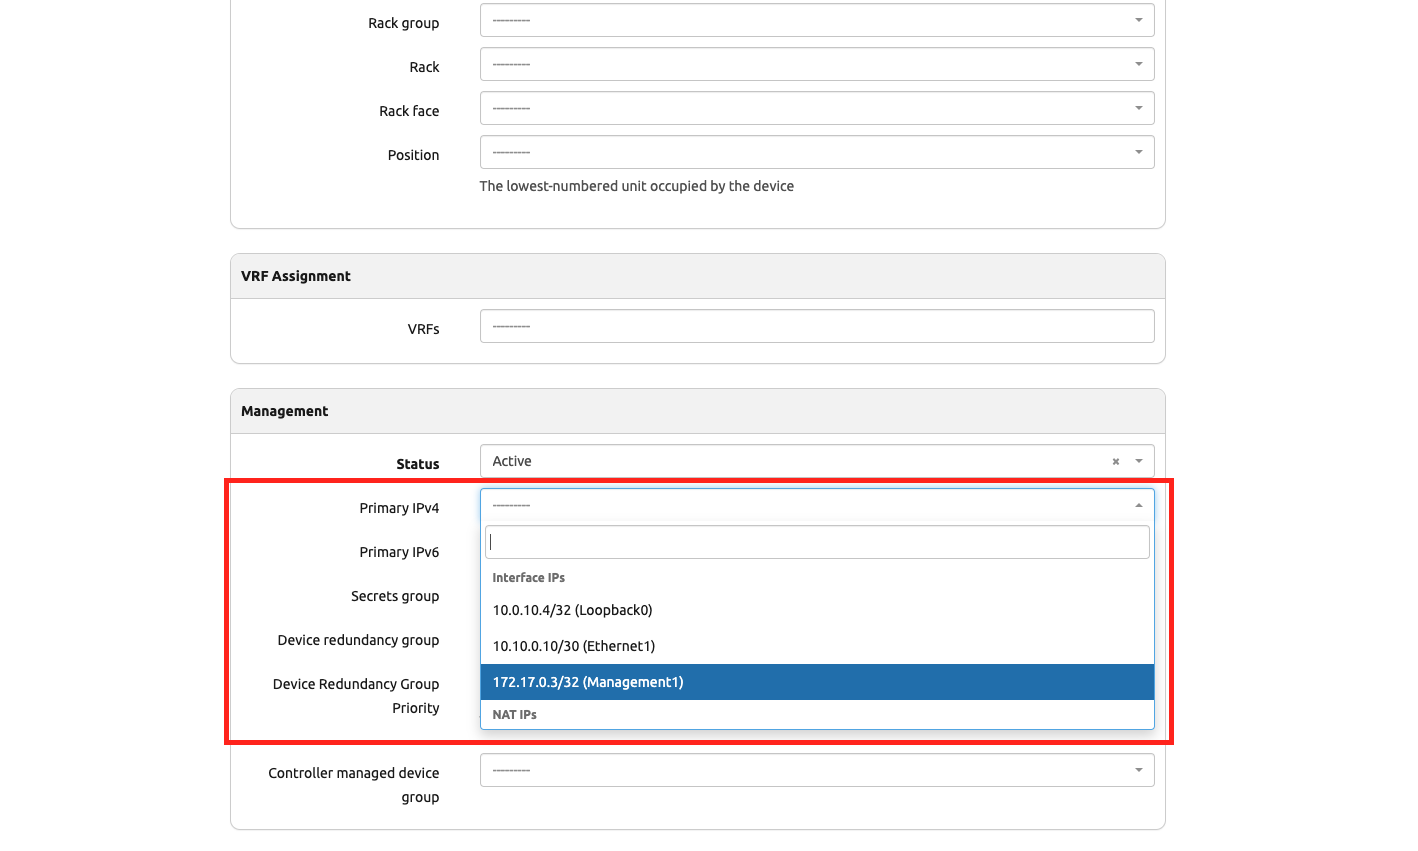 Rack group
---------
Rack
---------
Rack face
---------
Position
---------
The lowest-numbered unit occupied by the device
VRF Assignment
VRFs
---------
Management
Status
Active
×
Primary IPv4
---------
Primary IPv6
Secrets group
Device redundancy group
Device Redundancy Group
Priority
Interface IPs
10.0.10.4/32 (Loopback0)
10.10.0.10/30 (Ethernet1)
172.17.0.3/32 (Management1)
NAT IPs
Controller managed device
group
---------